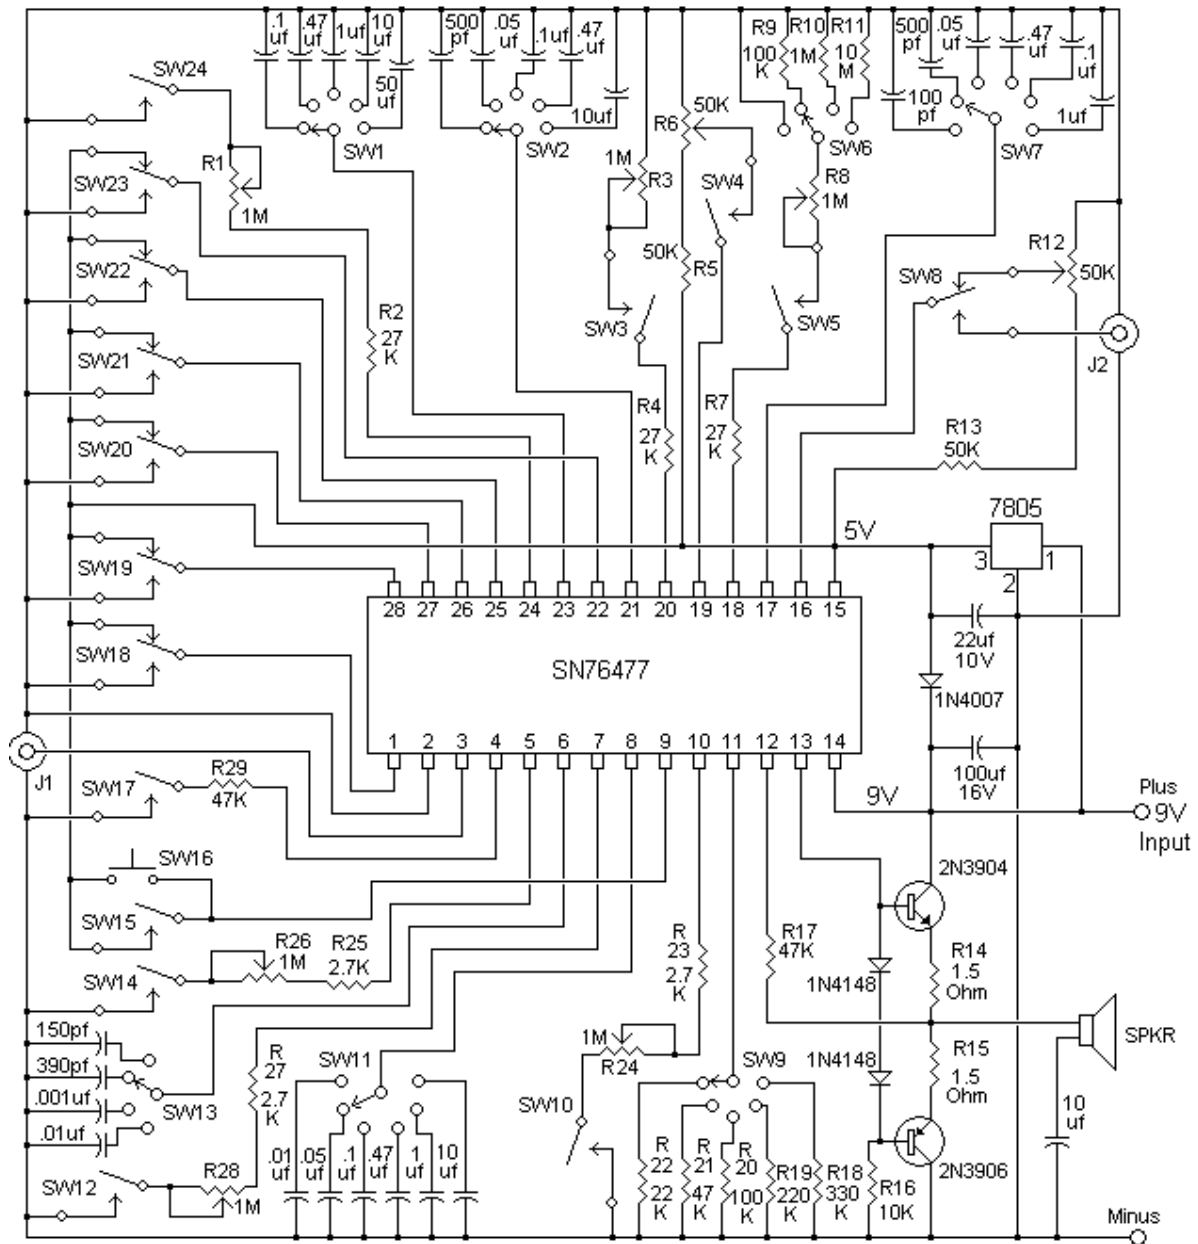 .1 uf
.47 uf
1uf
10 uf
50 uf
500 pf
.05 uf
.1uf
.47 uf
10uf
R9 100 K
R10 1M
R11 10 M
500 pf
.05 uf
.47 uf
.1 uf
100 pf
1uf
SW24
SW1
SW2
R6 50K
SW6
SW7
SW23
R1 1M
1M R3
SW4
R8 1M
SW22
50K R5
R12 50K
SW8
R2 27 K
SW3
SW5
SW21
J2
R4 27 K
R7 27 K
R13 50K
SW20
7805
5V
3
1
2
SW19
28 27 26 25 24 23 22 21 20 19 18 17 16 15
SW18
SN76477
22uf 10V
1N4007
1 2 3 4 5 6 7 8 9 10 11 12 13 14
J1
SW17
R29 47K
100uf 16V
9V
Plus
9V
Input
SW16
2N3904
SW15
R26 1M
R25 2.7K
R 23 2.7 K
R17 47K
R14 1.5 Ohm
SW14
1N4148
150pf
390pf
.001uf
.01uf
SW13
R 27 2.7 K
SW11
1M R24
SW9
1N4148
R15 1.5 Ohm
SPKR
SW10
10 uf
SW12
R28 1M
.01 uf
.05 uf
.1 uf
.47 uf
1 uf
10 uf
R 22 22 K
R 21 47 K
R 20 100 K
R19 220 K
R18 330 K
R16 10K
2N3906
Minus